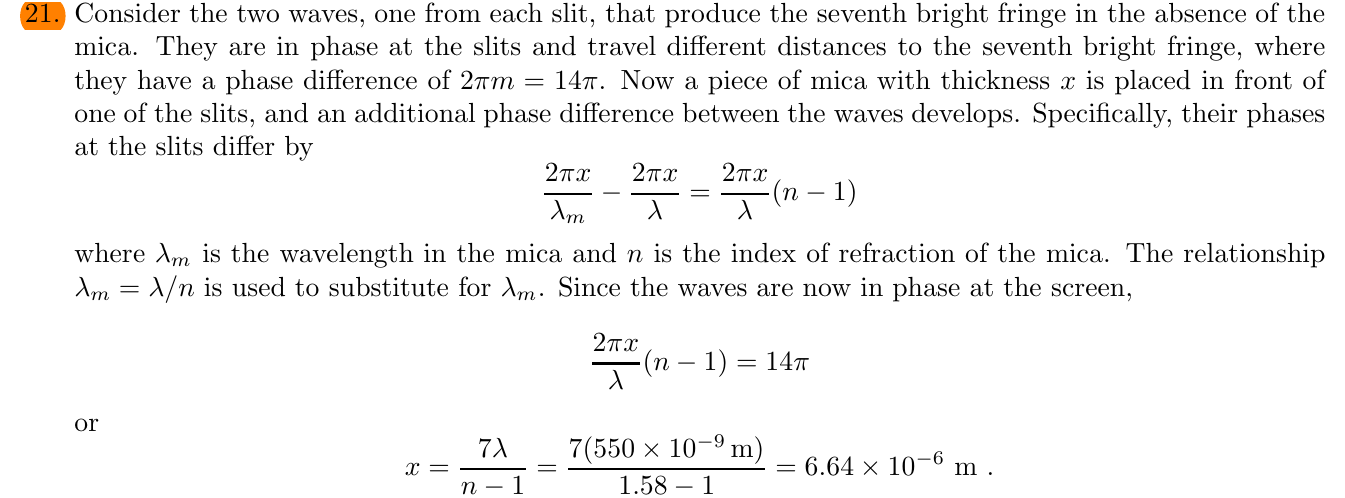 21. Consider the two waves, one from each slit, that produce the seventh bright fringe in the absence of the
mica. They are in phase at the slits and travel different distances to the seventh bright fringe, where
they have a phase difference of 2πm = 14π. Now a piece of mica with thickness x is placed in front of
one of the slits, and an additional phase difference between the waves develops. Specifically, their phases
at the slits differ by
2πx/λₘ − 2πx/λ = 2πx/λ (n − 1)
where λₘ is the wavelength in the mica and n is the index of refraction of the mica. The relationship
λₘ = λ/n is used to substitute for λₘ. Since the waves are now in phase at the screen,
2πx/λ (n − 1) = 14π
or
x = 7λ/(n − 1) = 7(550 × 10⁻⁹ m)/(1.58 − 1) = 6.64 × 10⁻⁶ m .